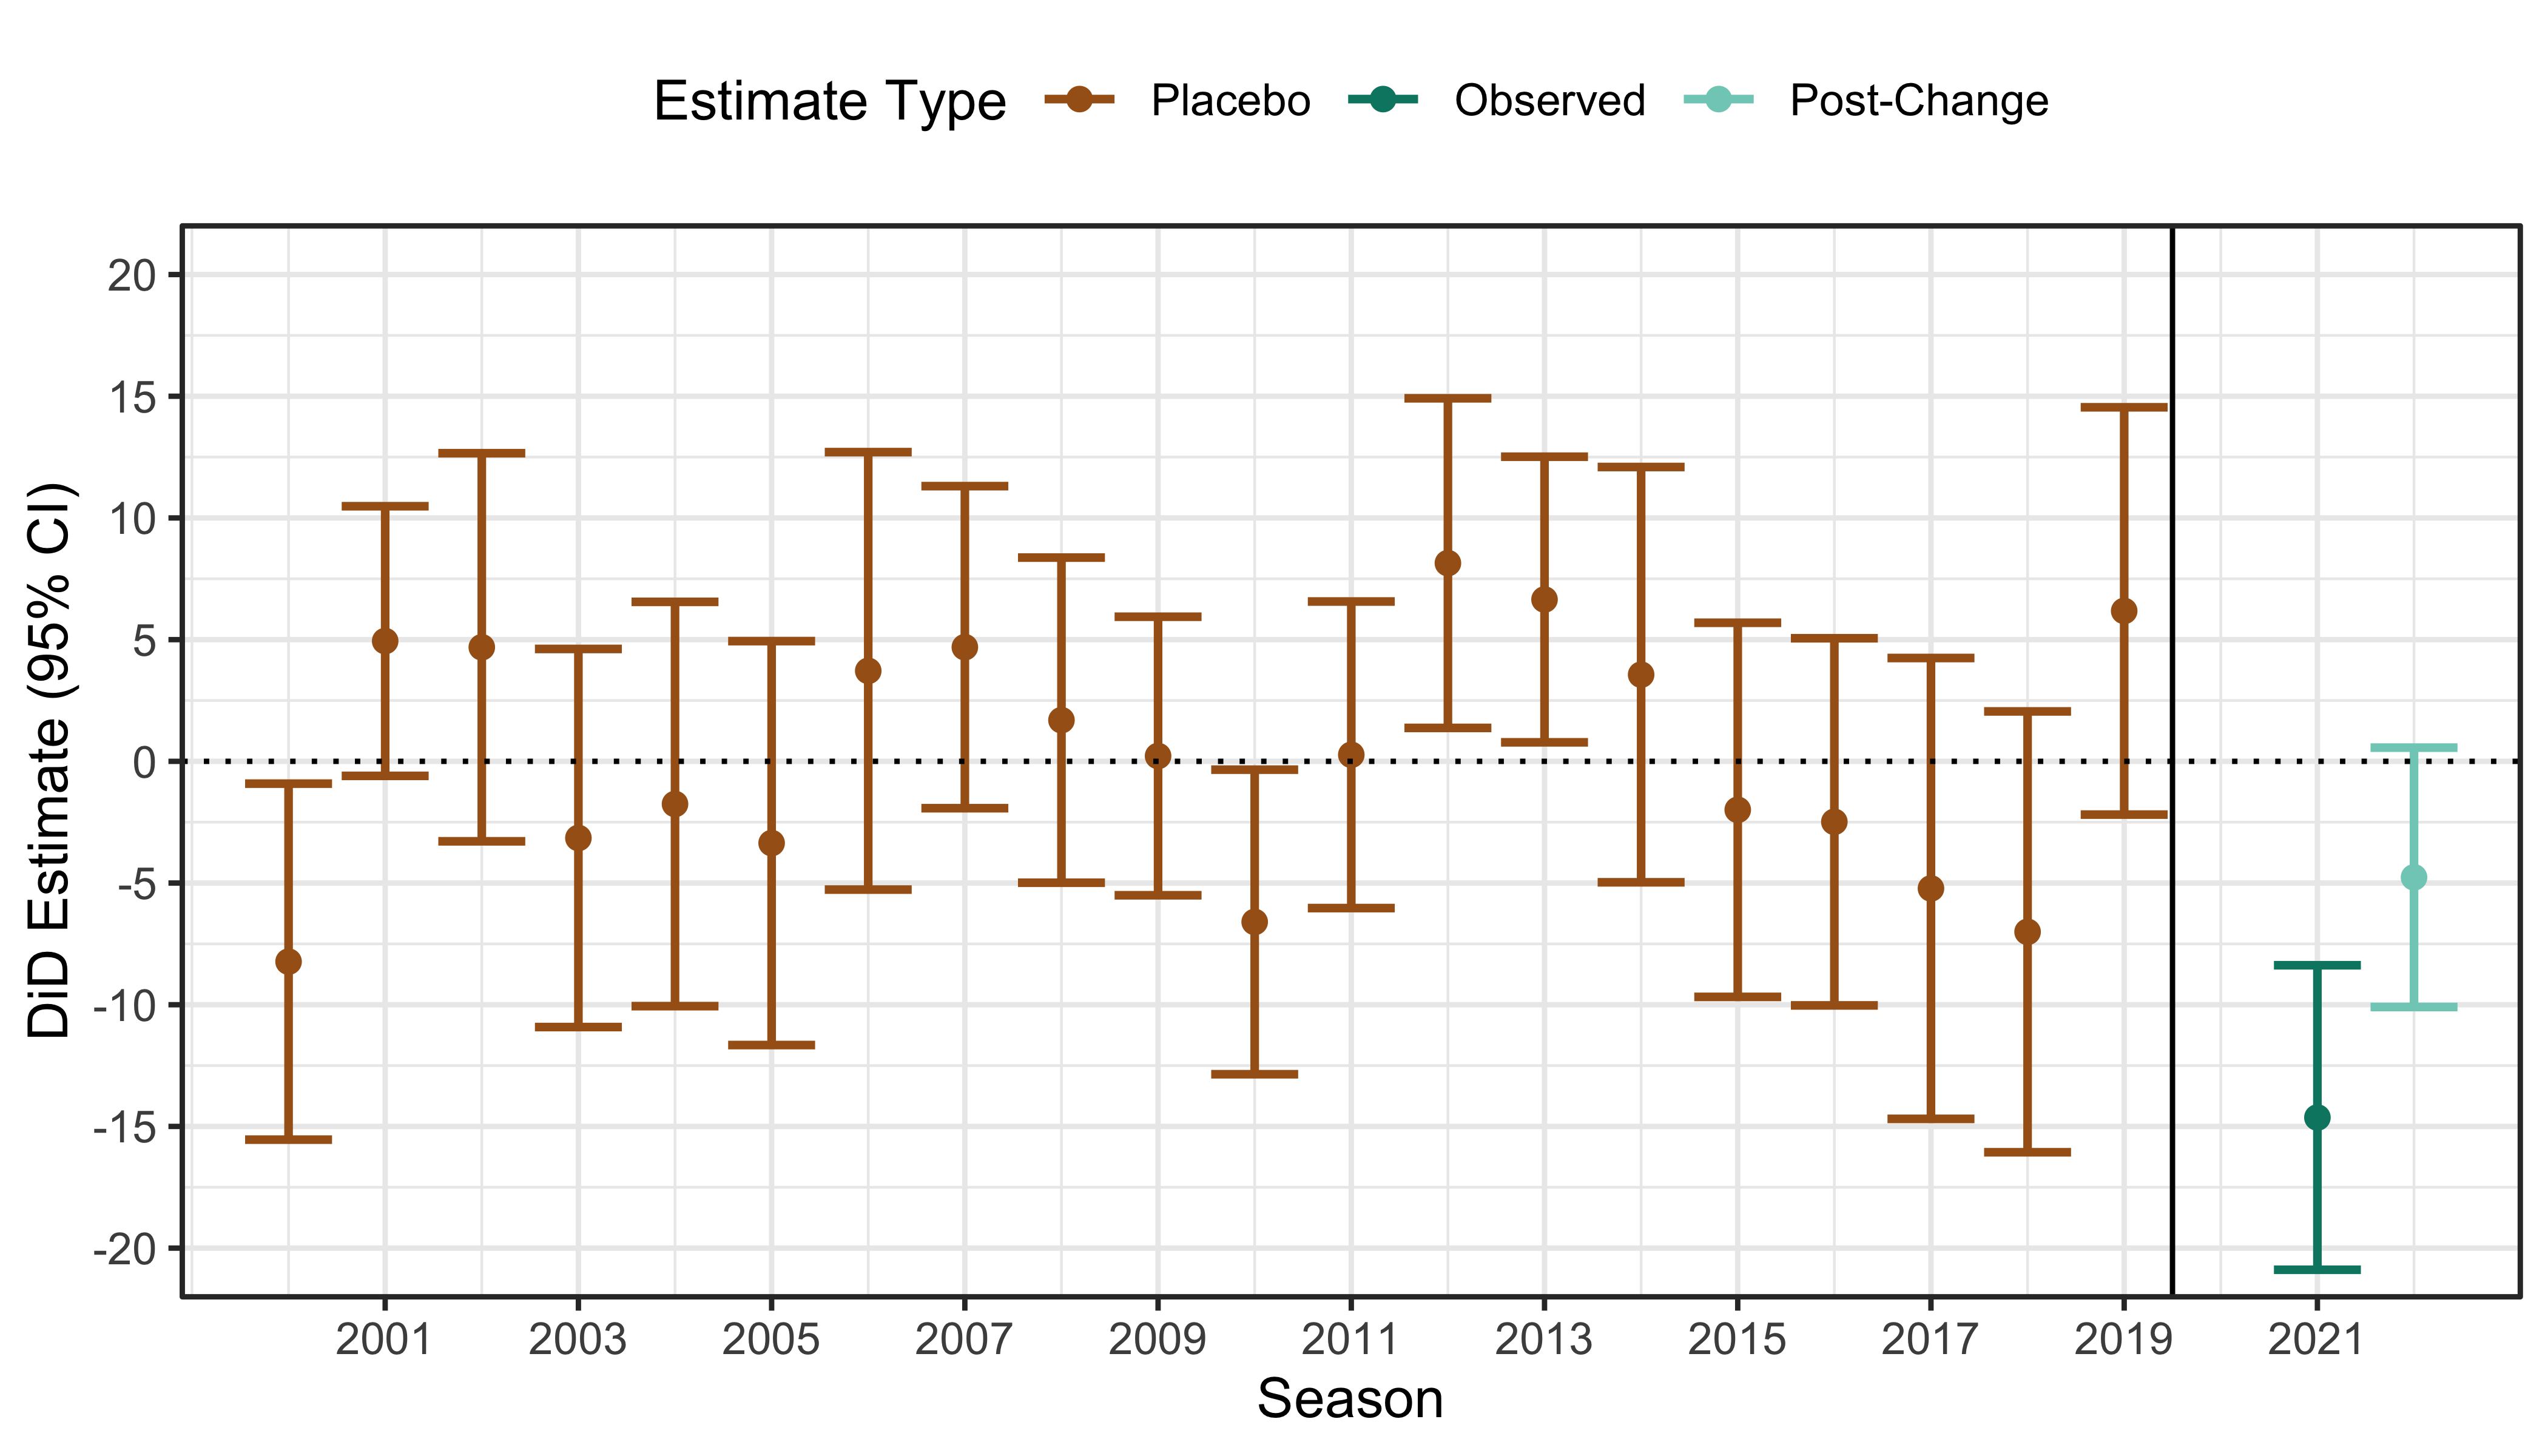 Estimate Type Placebo Observed Post-Change
DiD Estimate (95% CI)
20
15
10
5
0
-5
-10
-15
-20
2001 2003 2005 2007 2009 2011 2013 2015 2017 2019 2021
Season